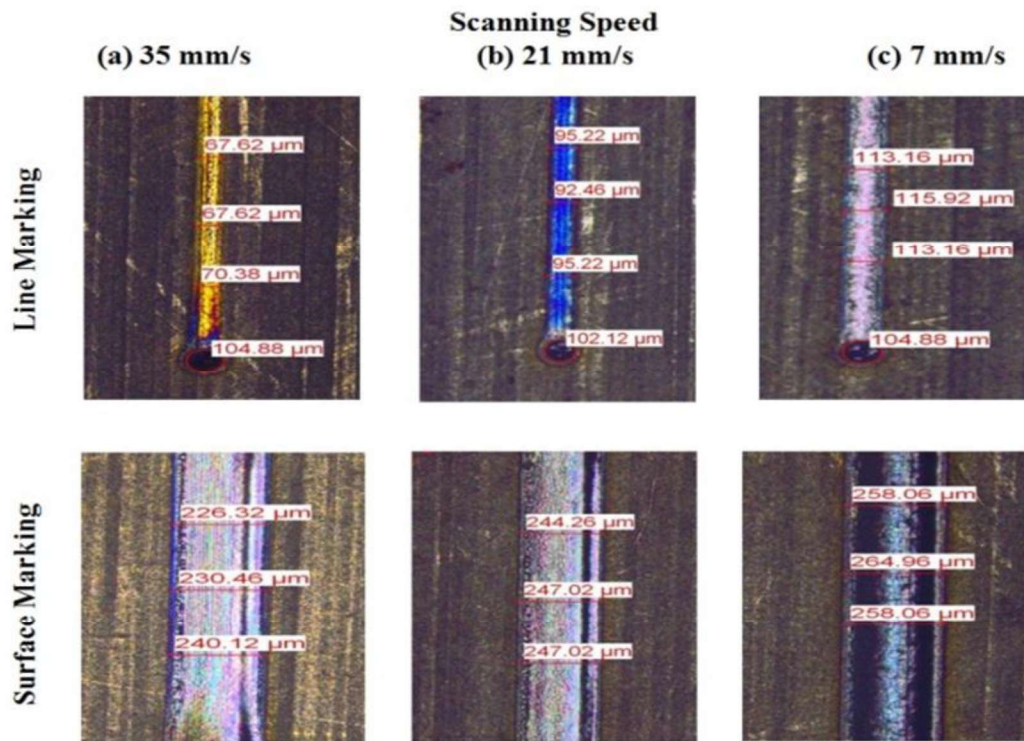 Scanning Speed
(a) 35 mm/s
(b) 21 mm/s
(c) 7 mm/s
Line Marking
67.62 µm
67.62 µm
70.38 µm
104.88 µm
95.22 µm
92.46 µm
95.22 µm
102.12 µm
113.16 µm
115.92 µm
113.16 µm
104.88 µm
Surface Marking
226.32 µm
230.46 µm
240.12 µm
244.26 µm
247.02 µm
247.02 µm
258.06 µm
264.96 µm
258.06 µm